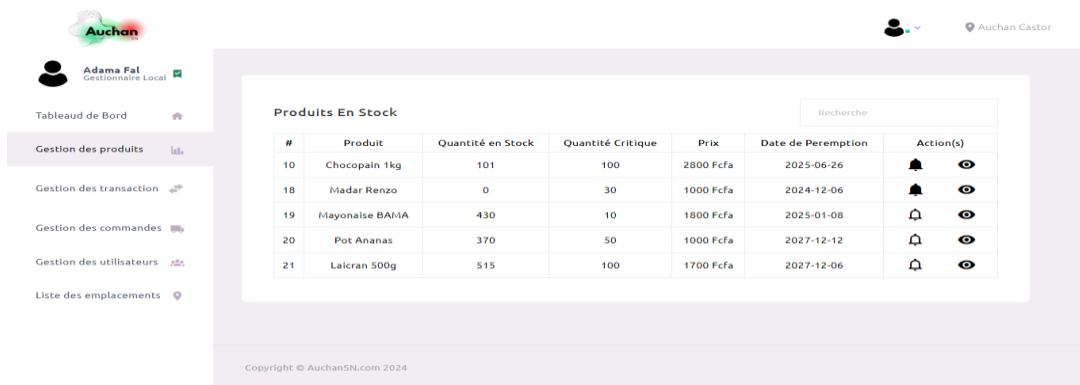 Auchan
SN
Auchan Castor
Adama Fal
Gestionnaire Local
Tableaud de Bord
Gestion des produits
Gestion des transaction
Gestion des commandes
Gestion des utilisateurs
Liste des emplacements
Produits En Stock
Recherche
# Produit Quantité en Stock Quantité Critique Prix Date de Peremption Action(s)
10 Chocopain 1kg 101 100 2800 Fcfa 2025-06-26
18 Madar Renzo 0 30 1000 Fcfa 2024-12-06
19 Mayonaise BAMA 430 10 1800 Fcfa 2025-01-08
20 Pot Ananas 370 50 1000 Fcfa 2027-12-12
21 Laicran 500g 515 100 1700 Fcfa 2027-12-06
Copyright © AuchanSN.com 2024